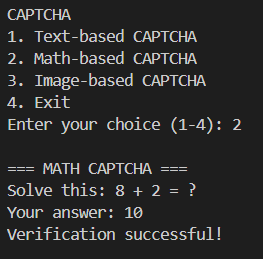 CAPTCHA
1. Text-based CAPTCHA
2. Math-based CAPTCHA
3. Image-based CAPTCHA
4. Exit
Enter your choice (1-4): 2
=== MATH CAPTCHA ===
Solve this: 8 + 2 = ?
Your answer: 10
Verification successful!